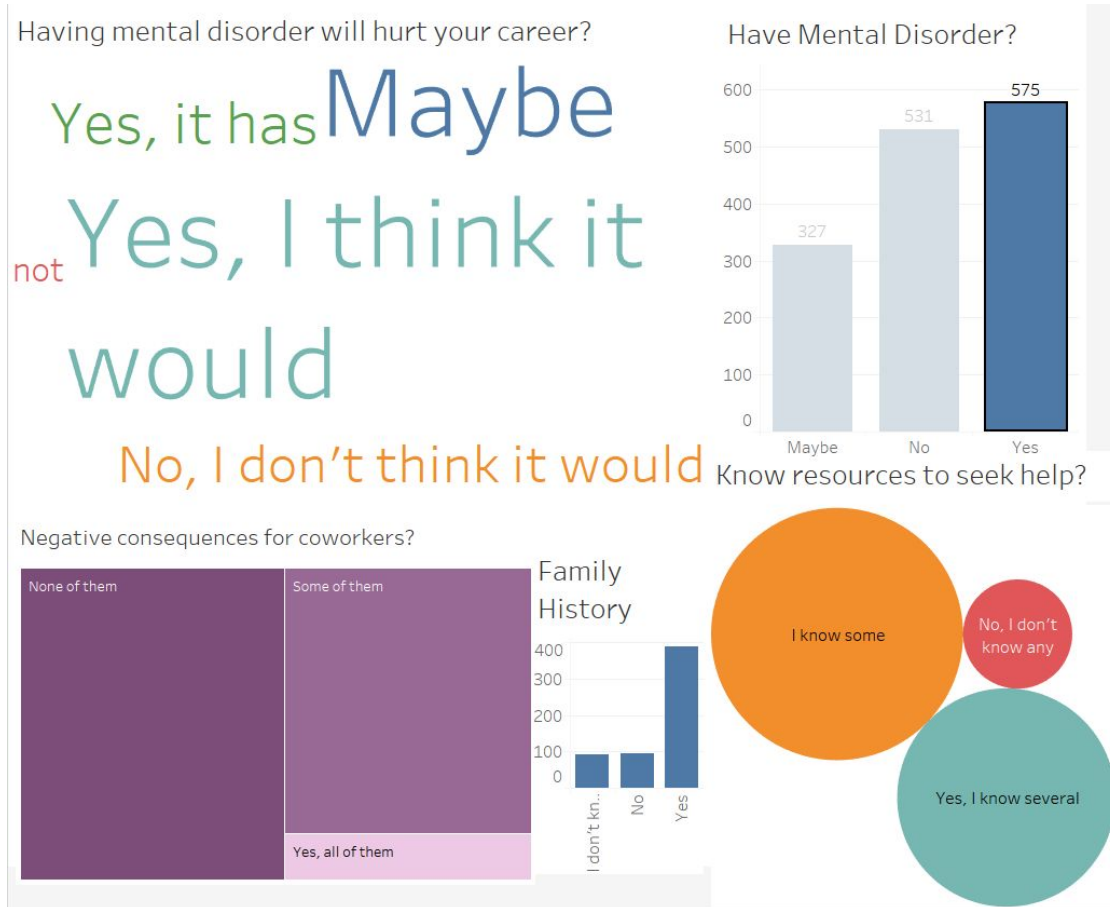 Having mental disorder will hurt your career?
Yes, it has
Maybe
Yes, I think it
not
would
No, I don't think it would
Have Mental Disorder?
600
500
400
300
200
100
0
327
531
575
Maybe
No
Yes
Negative consequences for coworkers?
None of them
Some of them
Yes, all of them
Family
History
400
300
200
100
0
I don't kn..
No
Yes
Know resources to seek help?
I know some
No, I don't
know any
Yes, I know several